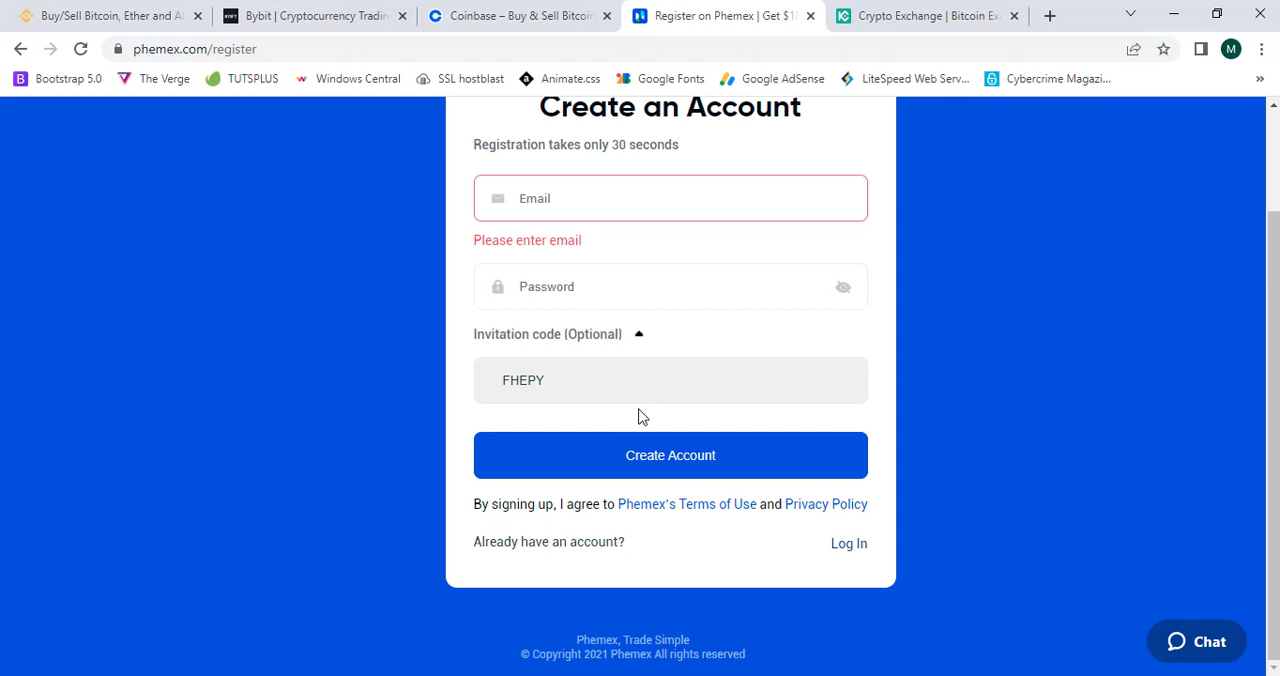 Buy/Sell Bitcoin, Ether and Al
Bybit | Cryptocurrency Tradin
Coinbase – Buy & Sell Bitcoin
Register on Phemex | Get $1
Crypto Exchange | Bitcoin Ex
phemex.com/register
M
Bootstrap 5.0
The Verge
TUTSPLUS
Windows Central
SSL hostblast
Animate.css
Google Fonts
Google AdSense
LiteSpeed Web Serv...
Cybercrime Magazi...
»
Create an Account
Registration takes only 30 seconds
Email
Please enter email
Password
Invitation code (Optional)
FHEPY
Create Account
By signing up, I agree to Phemex's Terms of Use and Privacy Policy
Already have an account?
Log In
Phemex, Trade Simple
© Copyright 2021 Phemex All rights reserved
Chat